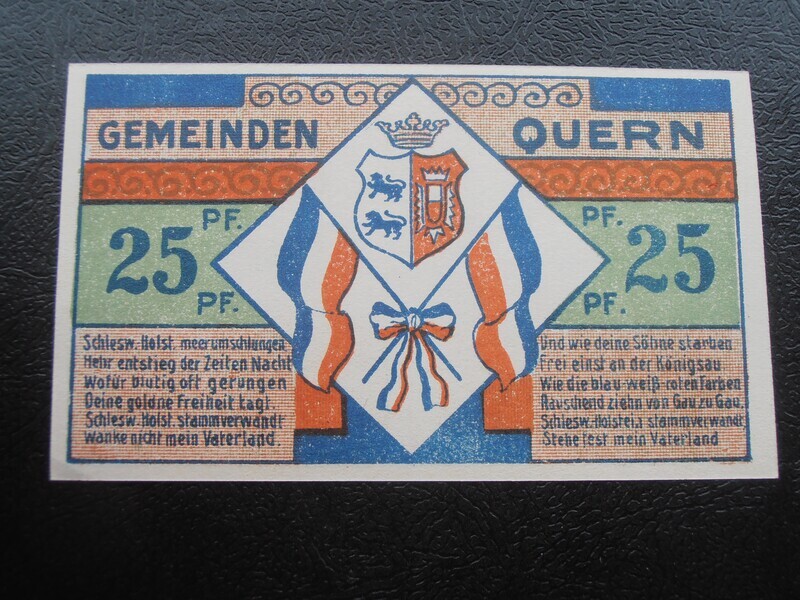 GEMEINDEN QUERN
25 PF. PF.
PF. PF. 25
Schlesw. Holst. meerumschlungen
Hehr entstieg der Zeiten Nacht
Wofür blutig oft gerungen
Deine goldne Freiheit tagt
Schlesw. Holst. stammverwandt
wanke nicht mein Vaterland.
Und wie deine Söhne starben
Frei einst an der Königsau
Wie die blau-weiß-roten Farben
Rauschend ziehn von Gau zu Gau.
Schlesw. Holstein stammverwandt
Stehe fest mein Vaterland